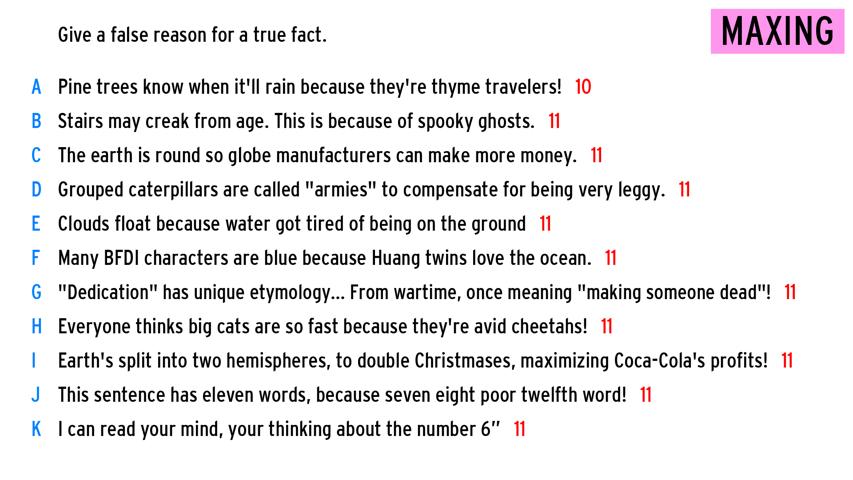 Give a false reason for a true fact.
MAXING
A Pine trees know when it'll rain because they're thyme travelers! 10
B Stairs may creak from age. This is because of spooky ghosts. 11
C The earth is round so globe manufacturers can make more money. 11
D Grouped caterpillars are called "armies" to compensate for being very leggy. 11
E Clouds float because water got tired of being on the ground 11
F Many BFDI characters are blue because Huang twins love the ocean. 11
G "Dedication" has unique etymology... From wartime, once meaning "making someone dead"! 11
H Everyone thinks big cats are so fast because they're avid cheetahs! 11
I Earth's split into two hemispheres, to double Christmases, maximizing Coca-Cola's profits! 11
J This sentence has eleven words, because seven eight poor twelfth word! 11
K I can read your mind, your thinking about the number 6” 11